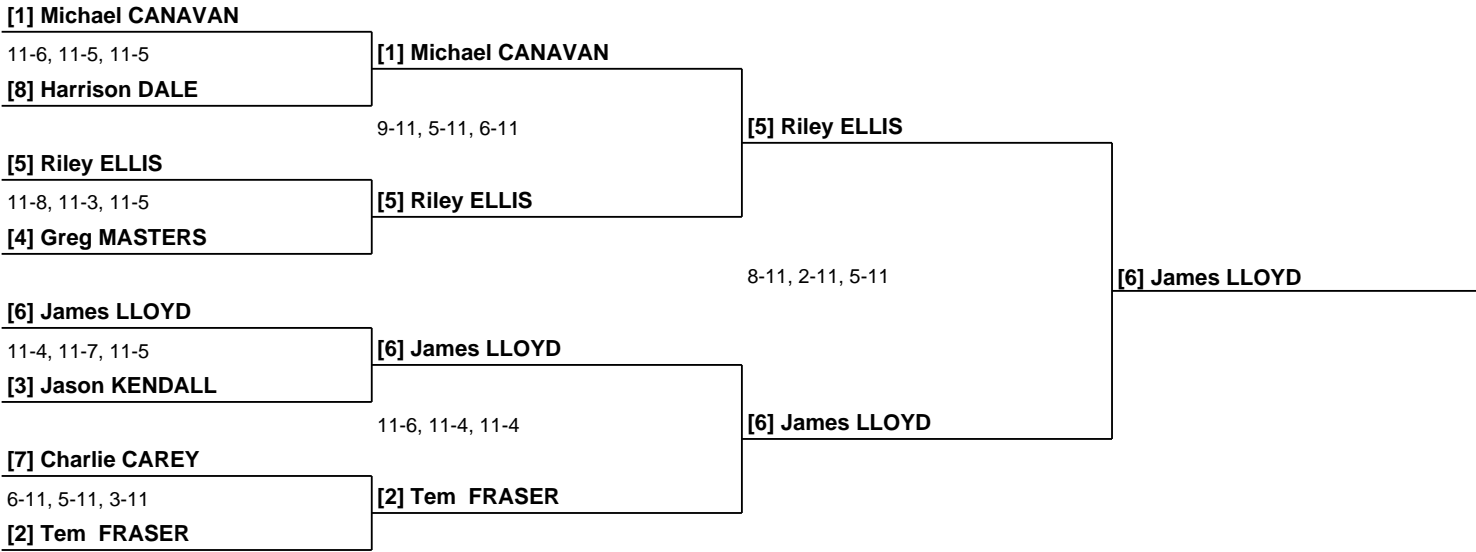 [1] Michael CANAVAN
11-6, 11-5, 11-5
[1] Michael CANAVAN
[8] Harrison DALE
9-11, 5-11, 6-11
[5] Riley ELLIS
[5] Riley ELLIS
11-8, 11-3, 11-5
[5] Riley ELLIS
[4] Greg MASTERS
8-11, 2-11, 5-11
[6] James LLOYD
[6] James LLOYD
11-4, 11-7, 11-5
[6] James LLOYD
[3] Jason KENDALL
11-6, 11-4, 11-4
[6] James LLOYD
[7] Charlie CAREY
6-11, 5-11, 3-11
[2] Tem  FRASER
[2] Tem  FRASER